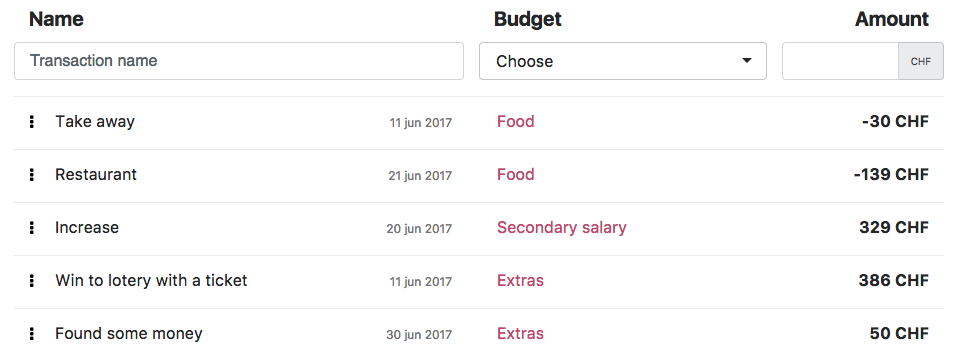 Name Budget Amount
Transaction name Choose CHF
Take away 11 jun 2017 Food -30 CHF
Restaurant 21 jun 2017 Food -139 CHF
Increase 20 jun 2017 Secondary salary 329 CHF
Win to lotery with a ticket 11 jun 2017 Extras 386 CHF
Found some money 30 jun 2017 Extras 50 CHF